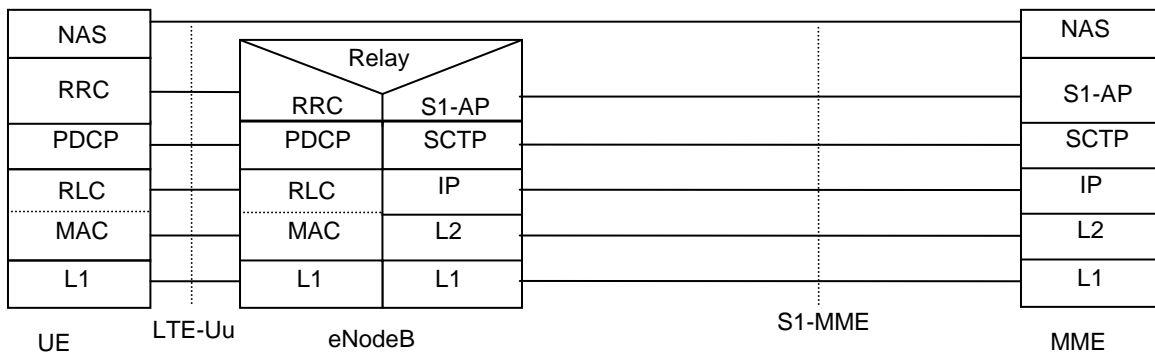 NAS
NAS
Relay
RRC
RRC
S1-AP
S1-AP
PDCP
PDCP
SCTP
SCTP
RLC
RLC
IP
IP
MAC
MAC
L2
L2
L1
L1
L1
L1
UE
LTE-Uu
eNodeB
S1-MME
MME